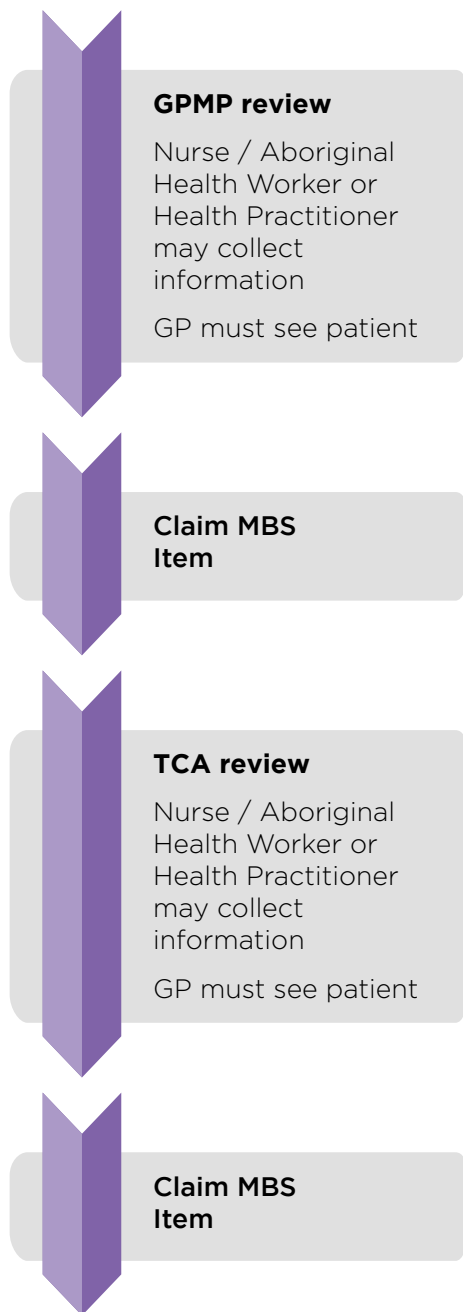 GPMP review
Nurse / Aboriginal
Health Worker or
Health Practitioner
may collect
information
GP must see patient
Claim MBS
Item
TCA review
Nurse / Aboriginal
Health Worker or
Health Practitioner
may collect
information
GP must see patient
Claim MBS
Item